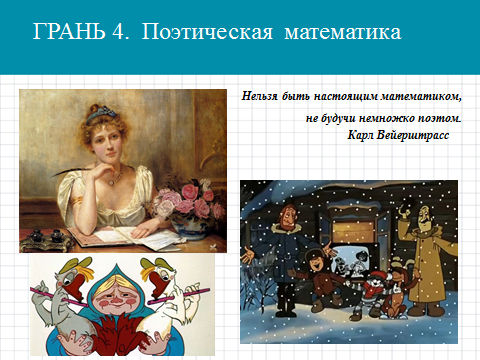 ГРАНЬ 4. Поэтическая математика
Нельзя быть настоящим математиком,
не будучи немножко поэтом.
Карл Вейерштрасс